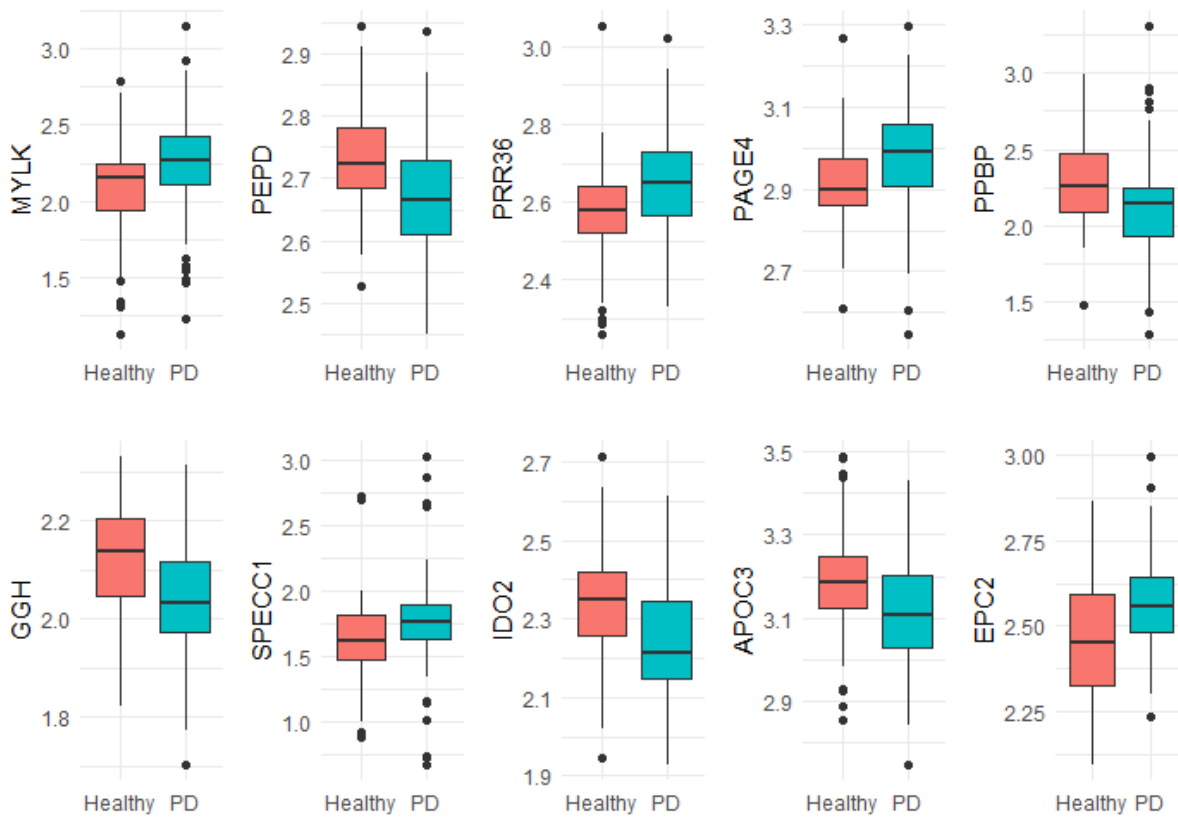 MYLK
3.0
2.5
2.0
1.5
Healthy PD
PEPD
2.9
2.8
2.7
2.6
2.5
Healthy PD
PRR36
3.0
2.8
2.6
2.4
Healthy PD
PAGE4
3.3
3.1
2.9
2.7
Healthy PD
PPBP
3.0
2.5
2.0
1.5
Healthy PD
GGH
2.2
2.0
1.8
Healthy PD
SPECC1
3.0
2.5
2.0
1.5
1.0
Healthy PD
IDO2
2.7
2.5
2.3
2.1
1.9
Healthy PD
APOC3
3.5
3.3
3.1
2.9
Healthy PD
EPC2
3.00
2.75
2.50
2.25
Healthy PD